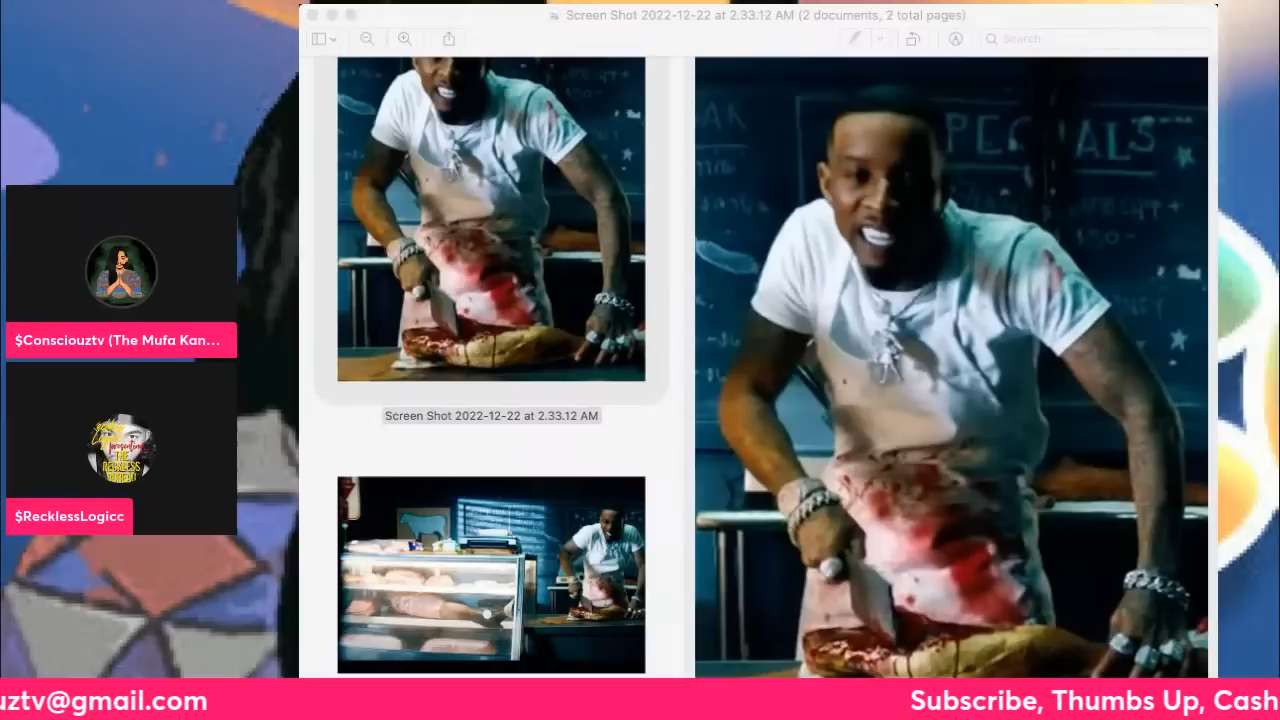 Screen Shot 2022-12-22 at 2.33.12 AM (2 documents, 2 total pages)
Search
SPECIALS
$Consciouztv (The Mufa Kan...
Screen Shot 2022-12-22 at 2.33.12 AM
$RecklessLogicc
uztv@gmail.com
Subscribe, Thumbs Up, Cash